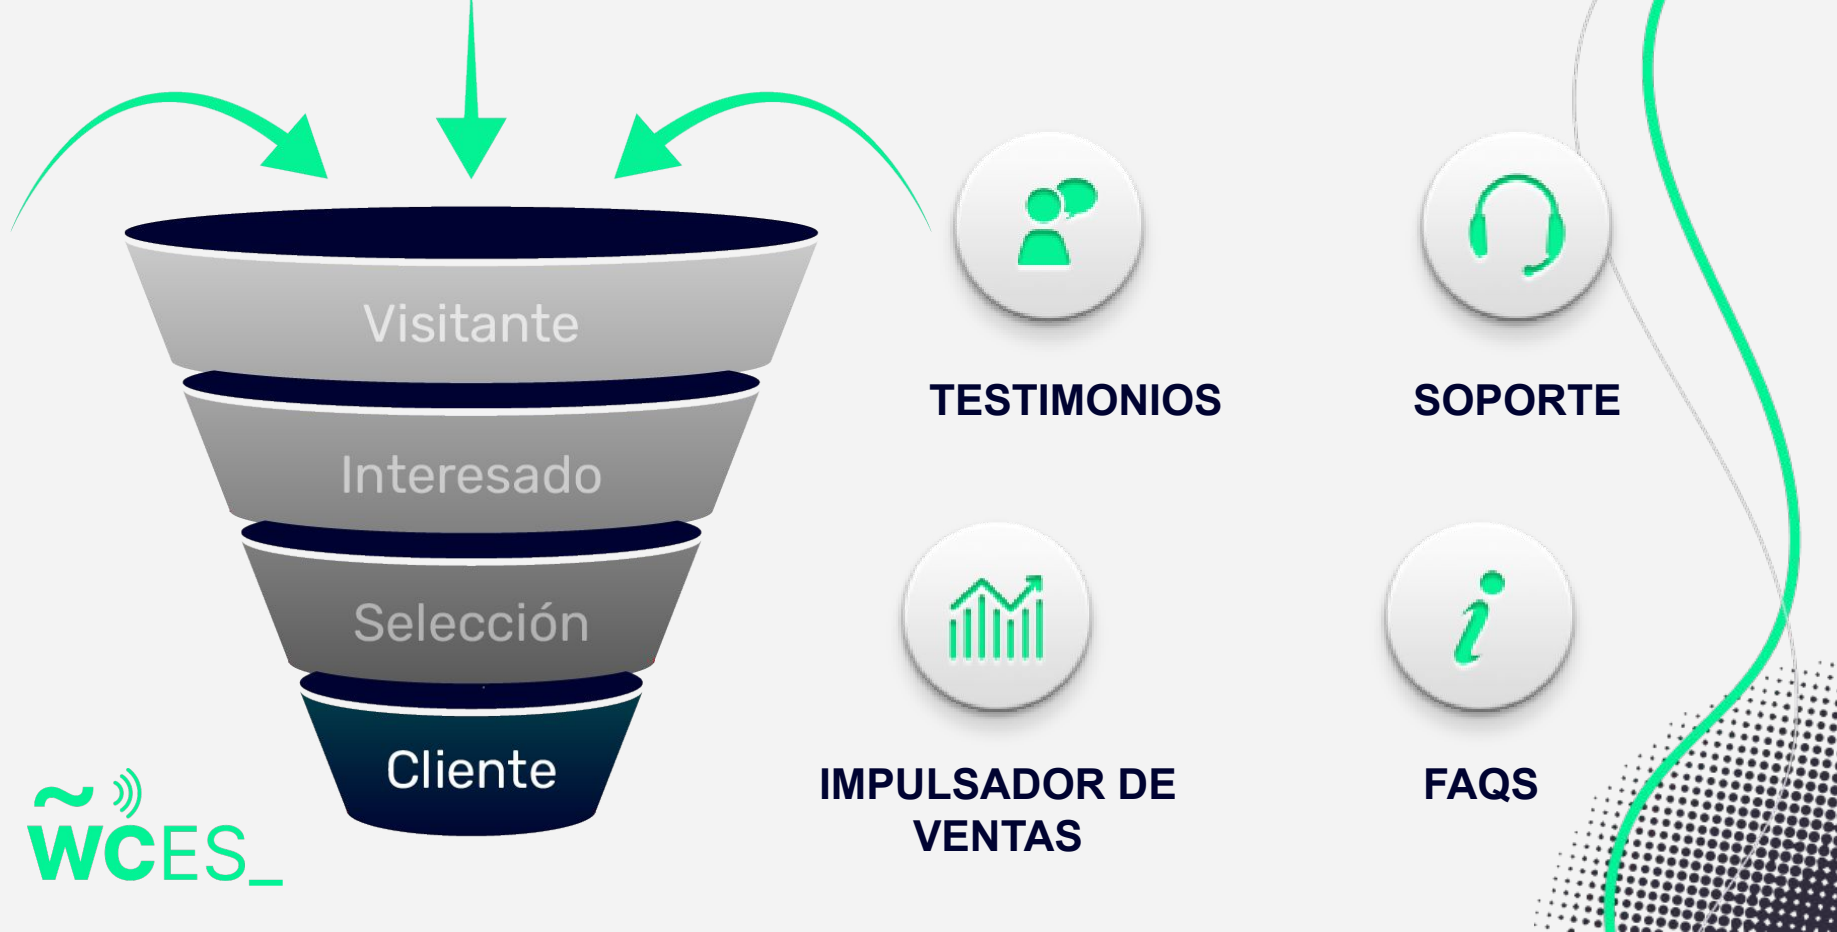 Visitante
Interesado
Selección
Cliente
TESTIMONIOS
SOPORTE
IMPULSADOR DE
VENTAS
FAQS
WCES_